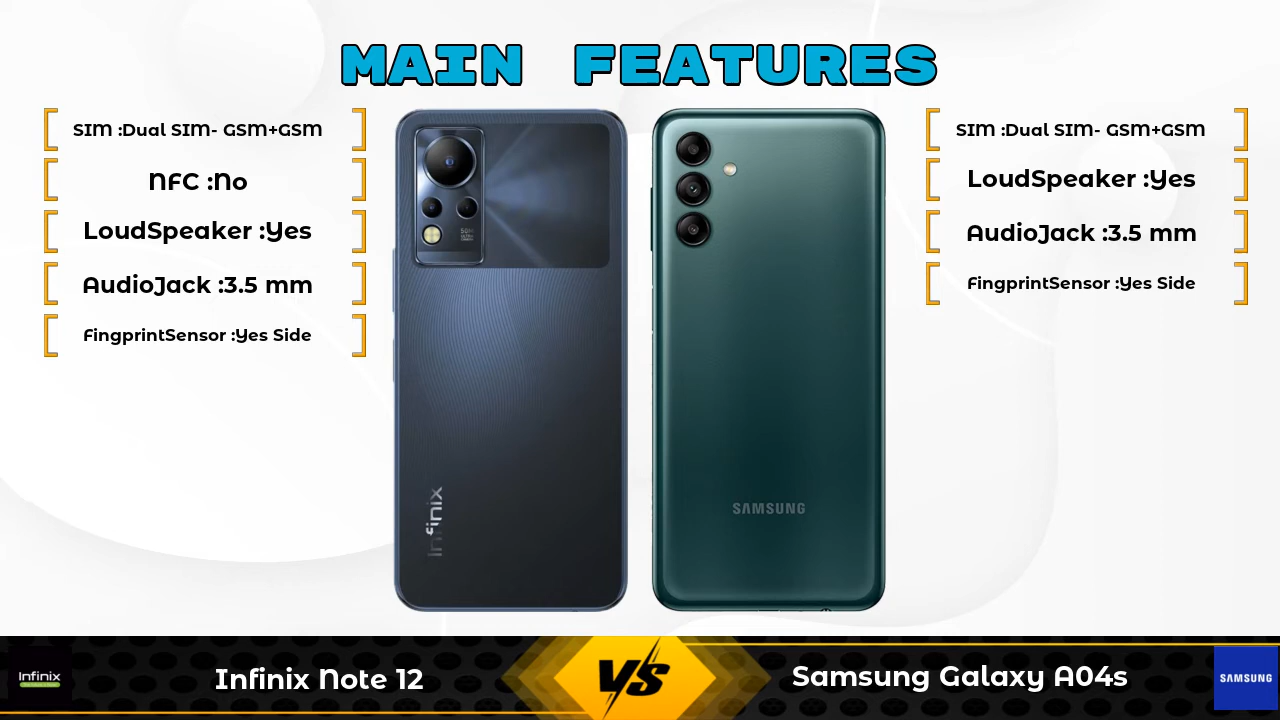 MAIN FEATURES
SIM :Dual SIM- GSM+GSM
NFC :No
LoudSpeaker :Yes
AudioJack :3.5 mm
FingprintSensor :Yes Side
SIM :Dual SIM- GSM+GSM
LoudSpeaker :Yes
AudioJack :3.5 mm
FingprintSensor :Yes Side
50M
Infinix
SAMSUNG
Infinix
Infinix Note 12
VS
Samsung Galaxy A04s
SAMSUNG